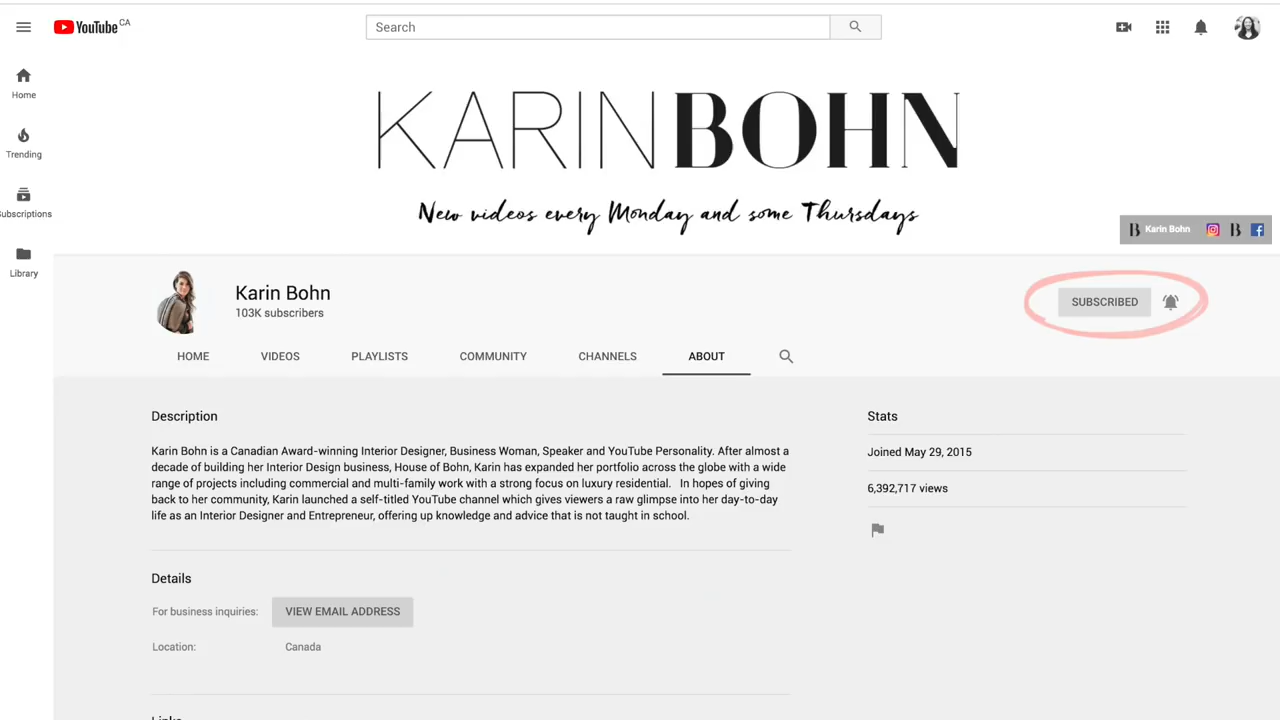 YouTube CA
Search
Home
Trending
Subscriptions
Library
KARINBOHN
New videos every Monday and some Thursdays
Karin Bohn
Karin Bohn
103K subscribers
SUBSCRIBED
HOME VIDEOS PLAYLISTS COMMUNITY CHANNELS ABOUT
Description
Karin Bohn is a Canadian Award-winning Interior Designer, Business Woman, Speaker and YouTube Personality. After almost a
decade of building her Interior Design business, House of Bohn, Karin has expanded her portfolio across the globe with a wide
range of projects including commercial and multi-family work with a strong focus on luxury residential. In hopes of giving
back to her community, Karin launched a self-titled YouTube channel which gives viewers a raw glimpse into her day-to-day
life as an Interior Designer and Entrepreneur, offering up knowledge and advice that is not taught in school.
Stats
Joined May 29, 2015
6,392,717 views
Details
For business inquiries: VIEW EMAIL ADDRESS
Location: Canada